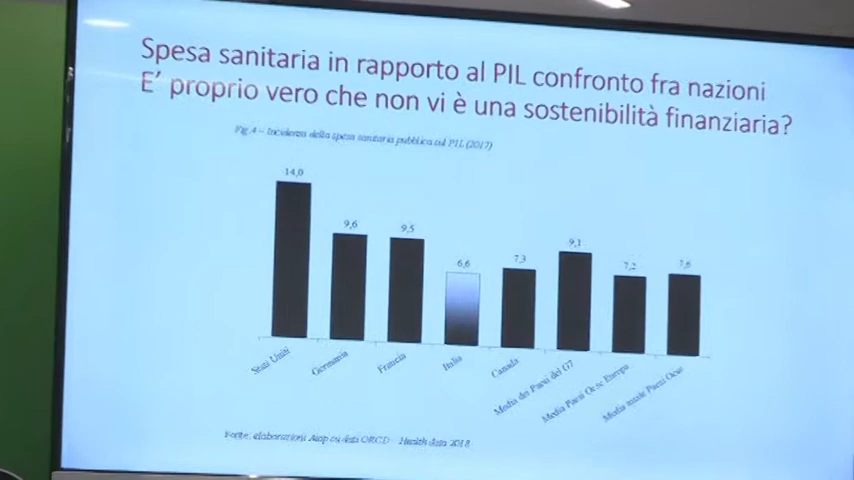 Spesa sanitaria in rapporto al PIL confronto fra nazioni
E' proprio vero che non vi è una sostenibilità finanziaria?
Fig.4 – Incidenza della spesa sanitaria pubblica sul PIL (2017)
14,0
9,6
9,5
6,6
7,3
9,1
7,2
7,6
Stati Uniti
Germania
Francia
Italia
Canada
Media dei Paesi del G7
Media Paesi Ocse Europa
Media totale Paesi Ocse
Fonte: elaborazioni Aiop su dati OECD - Health data 2018